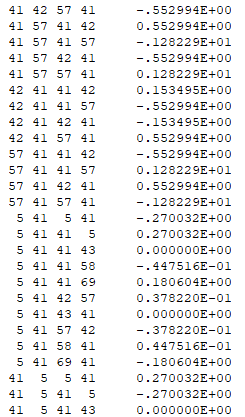 41 42 57 41 -.552994E+00
41 57 41 42 0.552994E+00
41 57 41 57 -.128229E+01
41 57 42 41 -.552994E+00
41 57 57 41 0.128229E+01
42 41 41 42 0.153495E+00
42 41 41 57 -.552994E+00
42 41 42 41 -.153495E+00
42 41 57 41 0.552994E+00
57 41 41 42 -.552994E+00
57 41 41 57 0.128229E+01
57 41 42 41 0.552994E+00
57 41 57 41 -.128229E+01
5 41 5 41 -.270032E+00
5 41 41 5 0.270032E+00
5 41 41 43 0.000000E+00
5 41 41 58 -.447516E-01
5 41 41 69 0.180604E+00
5 41 42 57 0.378220E-01
5 41 43 41 0.000000E+00
5 41 57 42 -.378220E-01
5 41 58 41 0.447516E-01
5 41 69 41 -.180604E+00
41 5 5 41 0.270032E+00
41 5 41 5 -.270032E+00
41 5 41 43 0.000000E+00